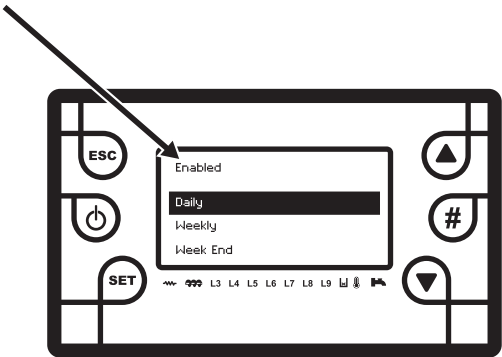 ESC
Enabled
Daily
Weekly
Week End
#
SET
L3 L4 L5 L6 L7 L8 L9